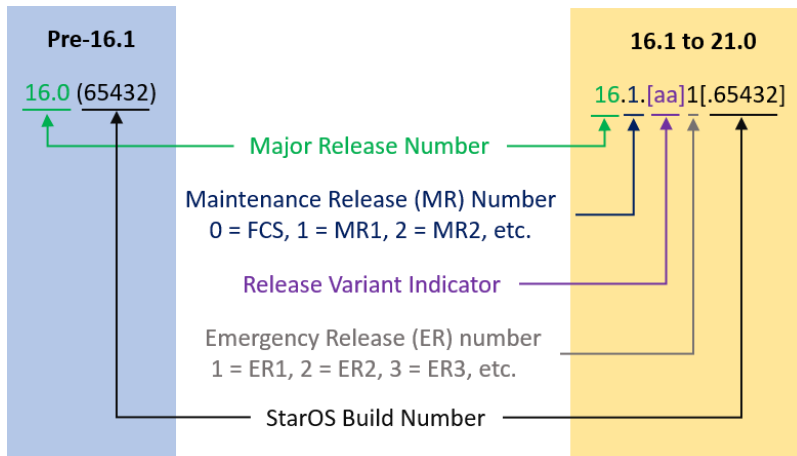 Pre-16.1
16.1 to 21.0
16.0 (65432)
16.1.[aa]1[.65432]
Major Release Number
Maintenance Release (MR) Number
0 = FCS, 1 = MR1, 2 = MR2, etc.
Release Variant Indicator
Emergency Release (ER) number
1 = ER1, 2 = ER2, 3 = ER3, etc.
StarOS Build Number